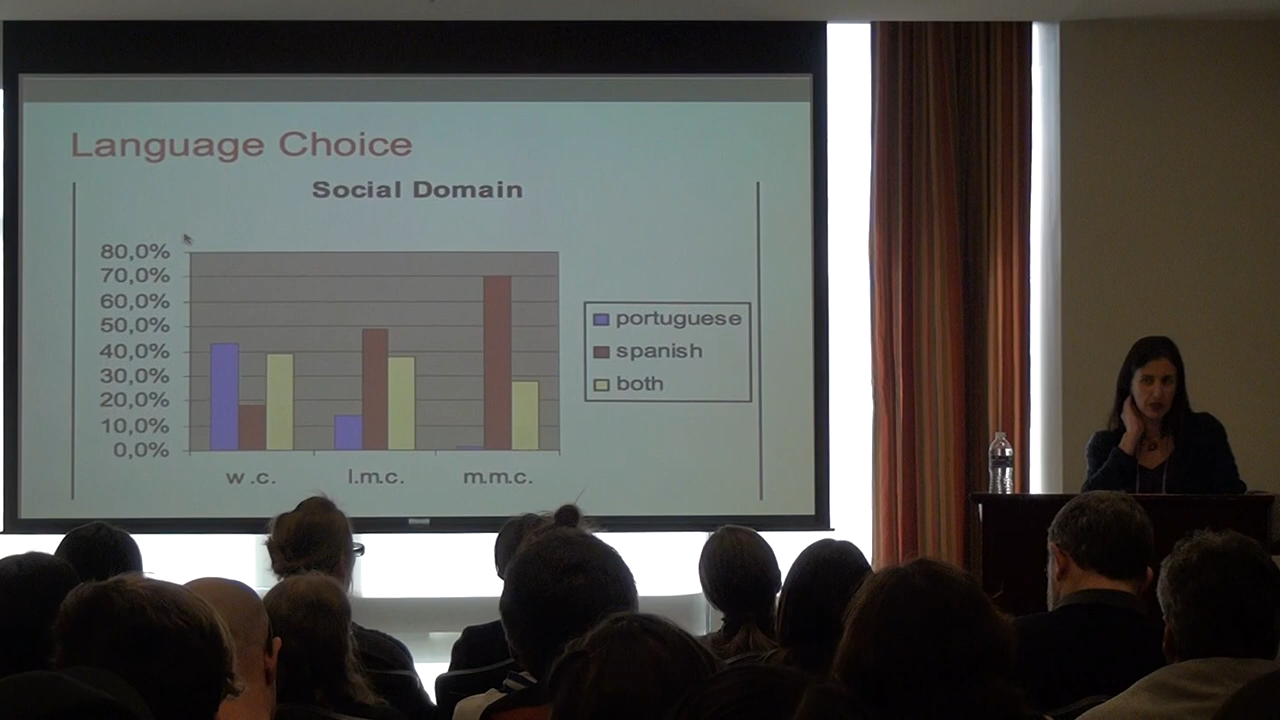 Language Choice
Social Domain
80,0%
70,0%
60,0%
50,0%
40,0%
30,0%
20,0%
10,0%
0,0%
w.c. l.m.c. m.m.c.
portuguese
spanish
both